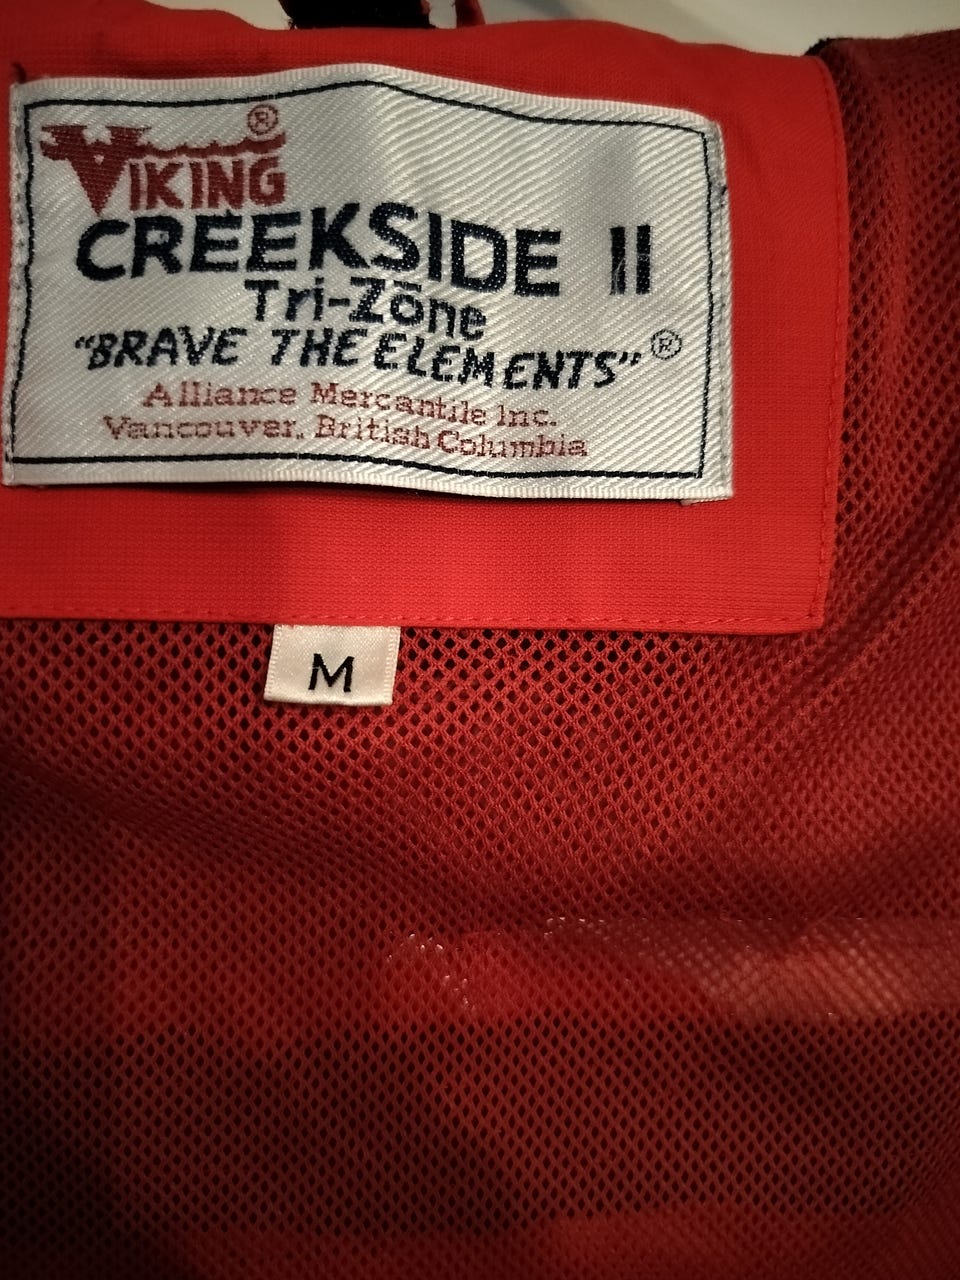 VIKING®
CREEKSIDE II
Tri-Zōne
"BRAVE THE ELEMENTS"®
Alliance Mercantile Inc.
Vancouver, British Columbia
M